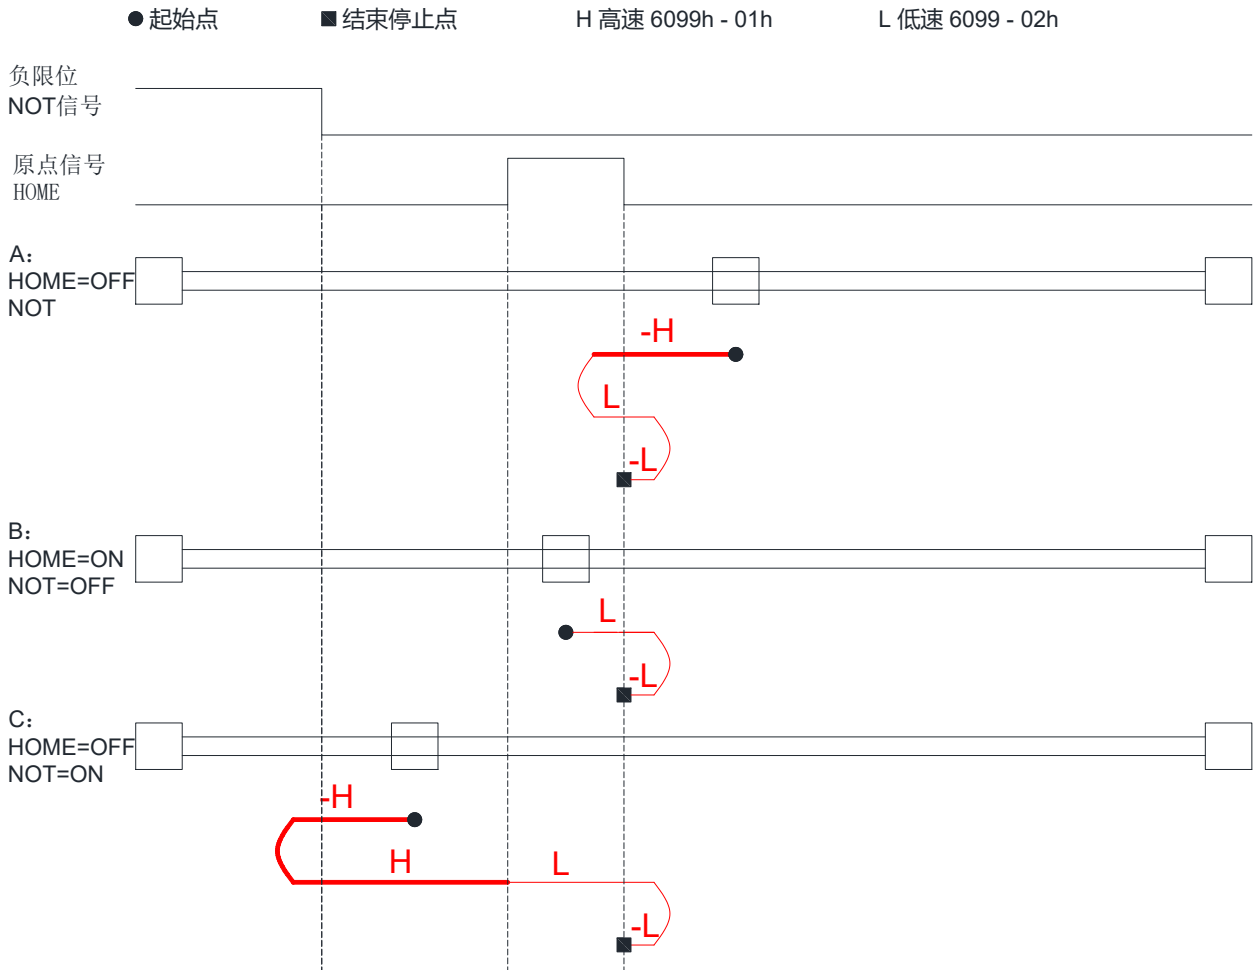 起始点 结束停止点 H 高速 6099h - 01h L 低速 6099 - 02h
负限位
NOT信号
原点信号
HOME
A:
HOME=OFF
NOT
-H
L
-L
B:
HOME=ON
NOT=OFF
L
-L
C:
HOME=OFF
NOT=ON
-H
H L
-L